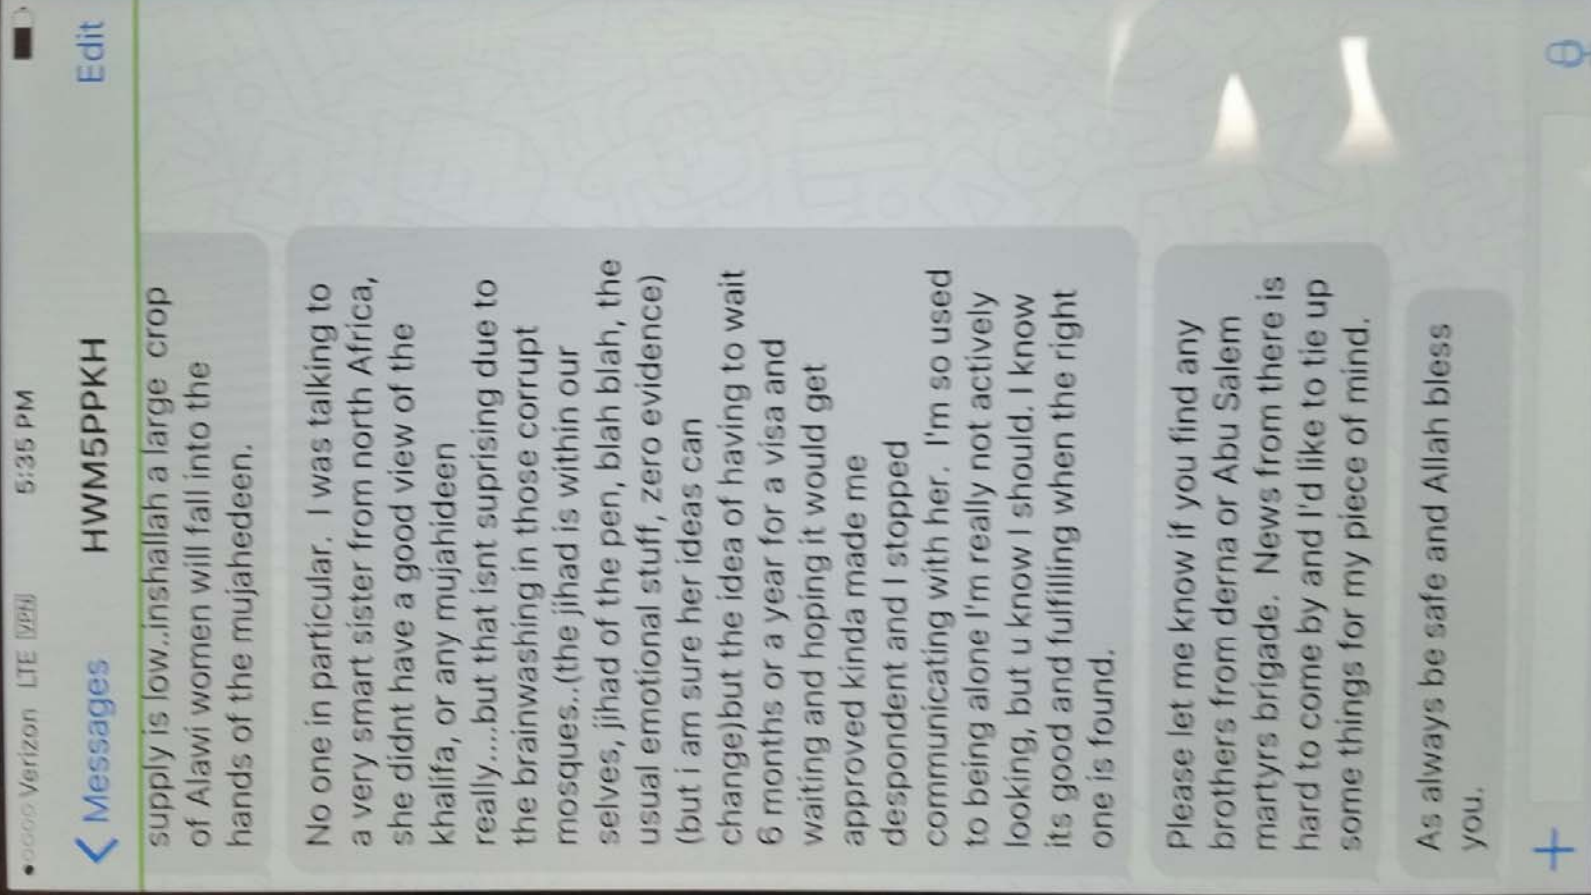 ●○○○○ Verizon LTE VPN 5:35 PM
Messages HWM5PPKH Edit
supply is low..inshallah a large crop
of Alawi women will fall into the
hands of the mujahedeen.
No one in particular. I was talking to
a very smart sister from north Africa,
she didnt have a good view of the
khalifa, or any mujahideen
really....but that isnt suprising due to
the brainwashing in those corrupt
mosques..(the jihad is within our
selves, jihad of the pen, blah blah, the
usual emotional stuff, zero evidence)
(but i am sure her ideas can
change)but the idea of having to wait
6 months or a year for a visa and
waiting and hoping it would get
approved kinda made me
despondent and I stopped
communicating with her. I'm so used
to being alone I'm really not actively
looking, but u know I should. I know
its good and fulfilling when the right
one is found.
Please let me know if you find any
brothers from derna or Abu Salem
martyrs brigade. News from there is
hard to come by and I'd like to tie up
some things for my piece of mind.
As always be safe and Allah bless
you.